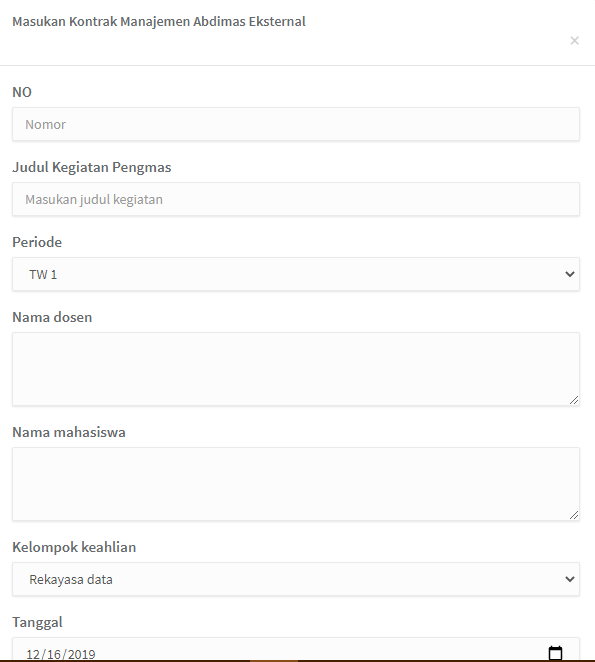 Masukan Kontrak Manajemen Abdimas Eksternal
×
NO
Nomor
Judul Kegiatan Pengmas
Masukan judul kegiatan
Periode
TW 1
Nama dosen
Nama mahasiswa
Kelompok keahlian
Rekayasa data
Tanggal
12/16/2019